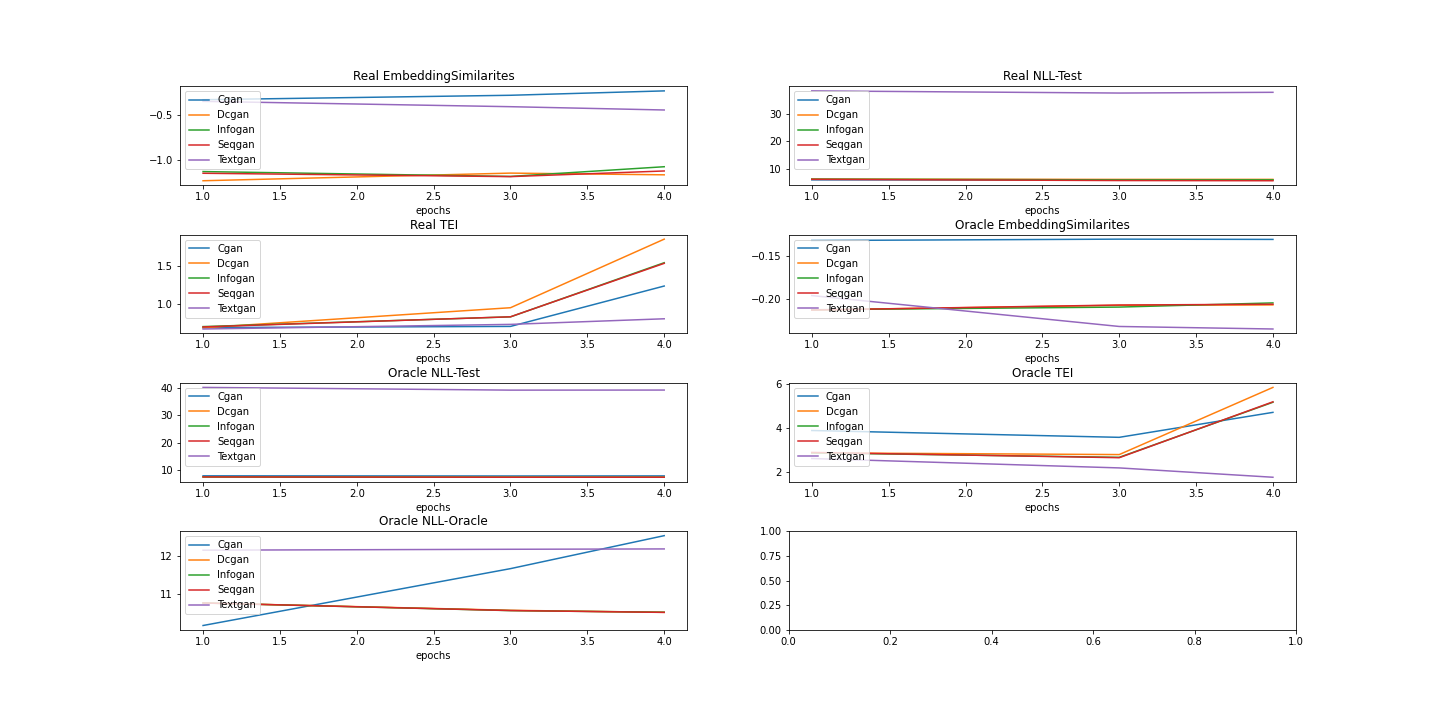 Real EmbeddingSimilarites
−0.5
−1.0
Cgan
Dcgan
Infogan
Seqgan
Textgan
1.0 1.5 2.0 2.5 3.0 3.5 4.0
epochs
Real NLL-Test
30
20
10
Cgan
Dcgan
Infogan
Seqgan
Textgan
1.0 1.5 2.0 2.5 3.0 3.5 4.0
epochs
Real TEI
1.5
1.0
Cgan
Dcgan
Infogan
Seqgan
Textgan
1.0 1.5 2.0 2.5 3.0 3.5 4.0
epochs
Oracle EmbeddingSimilarites
−0.15
−0.20
Cgan
Dcgan
Infogan
Seqgan
Textgan
1.0 1.5 2.0 2.5 3.0 3.5 4.0
epochs
Oracle NLL-Test
40
30
20
10
Cgan
Dcgan
Infogan
Seqgan
Textgan
1.0 1.5 2.0 2.5 3.0 3.5 4.0
epochs
Oracle TEI
6
4
2
Cgan
Dcgan
Infogan
Seqgan
Textgan
1.0 1.5 2.0 2.5 3.0 3.5 4.0
epochs
Oracle NLL-Oracle
12
11
Cgan
Dcgan
Infogan
Seqgan
Textgan
1.0 1.5 2.0 2.5 3.0 3.5 4.0
epochs
1.00
0.75
0.50
0.25
0.00
0.0 0.2 0.4 0.6 0.8 1.0